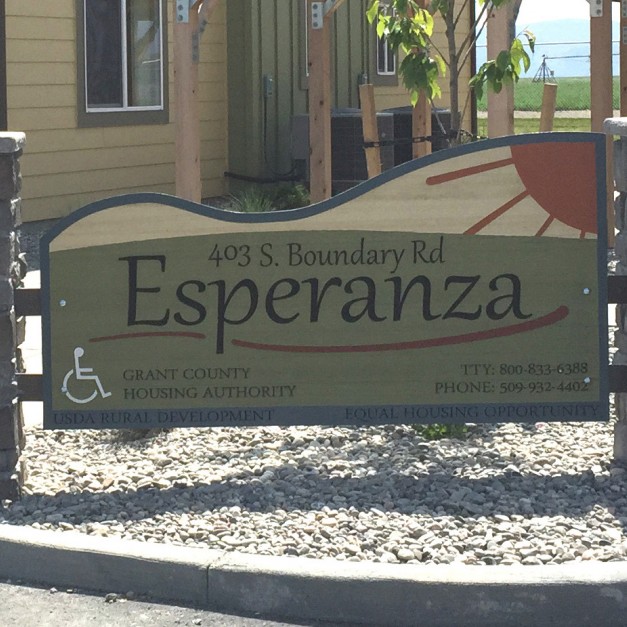 403 S. Boundary Rd
Esperanza
GRANT COUNTY
HOUSING AUTHORITY
TTY: 800-833-6388
PHONE: 509-932-4402
USDA RURAL DEVELOPMENT
EQUAL HOUSING OPPORTUNITY